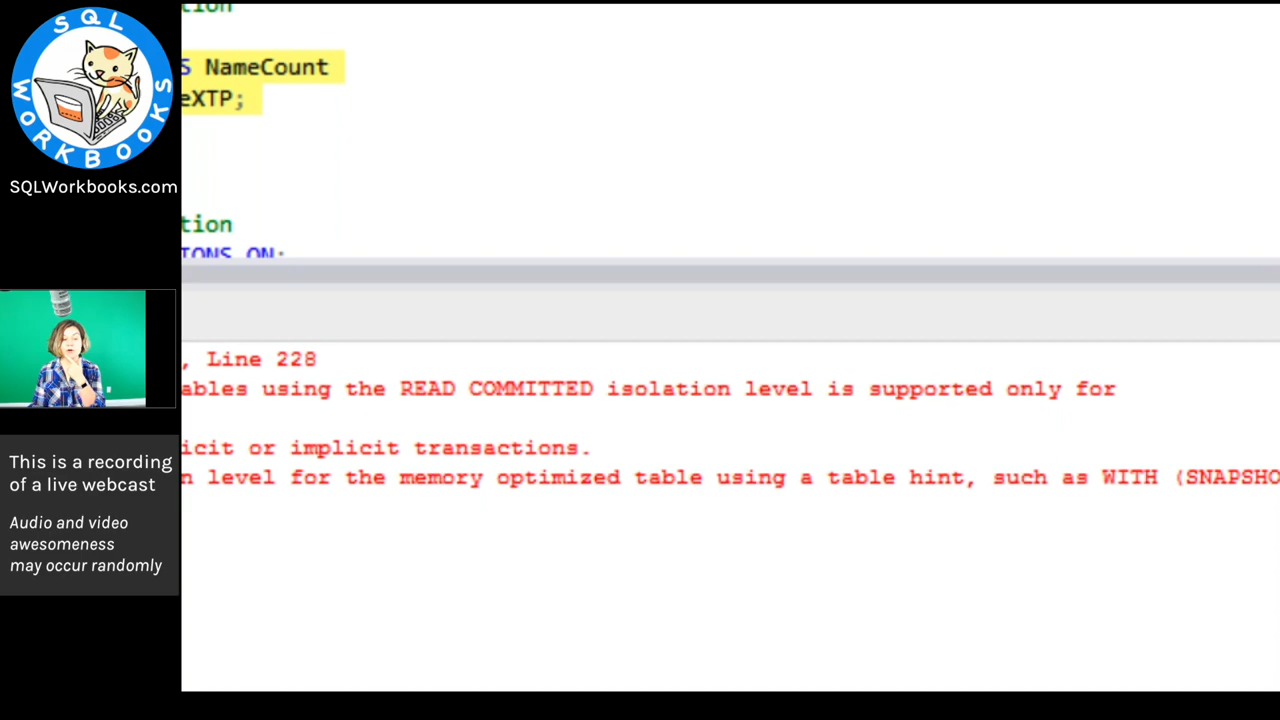 SQL WORKBOOKS
SQLWorkbooks.com
This is a recording
of a live webcast
Audio and video
awesomeness
may occur randomly
tion
S NameCount
eXTP;
tion
IONS ON;
, Line 228
ables using the READ COMMITTED isolation level is supported only for
icit or implicit transactions.
n level for the memory optimized table using a table hint, such as WITH (SNAPSHO